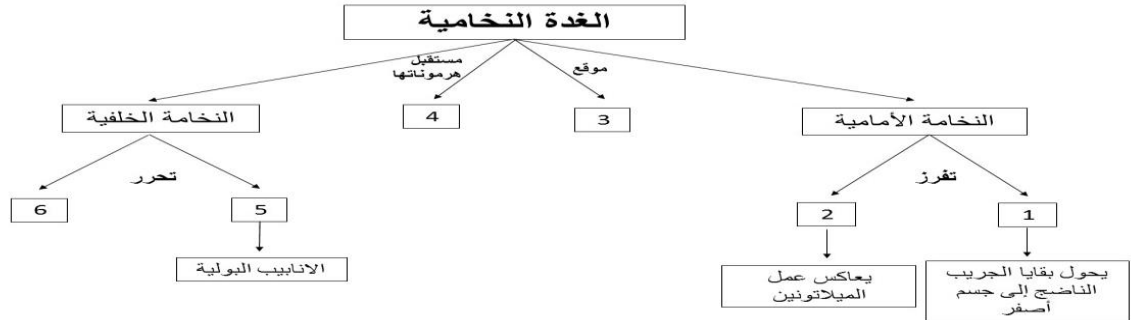 الغدة النخامية
موقع
مستقبل
هرموناتها
النخامة الأمامية
3
4
النخامة الخلفية
تفرز
تحرر
1
2
5
6
يحول بقايا الجريب
الناضج إلى جسم
أصفر
يعاكس عمل
الميلاتونين
الانابيب البولية